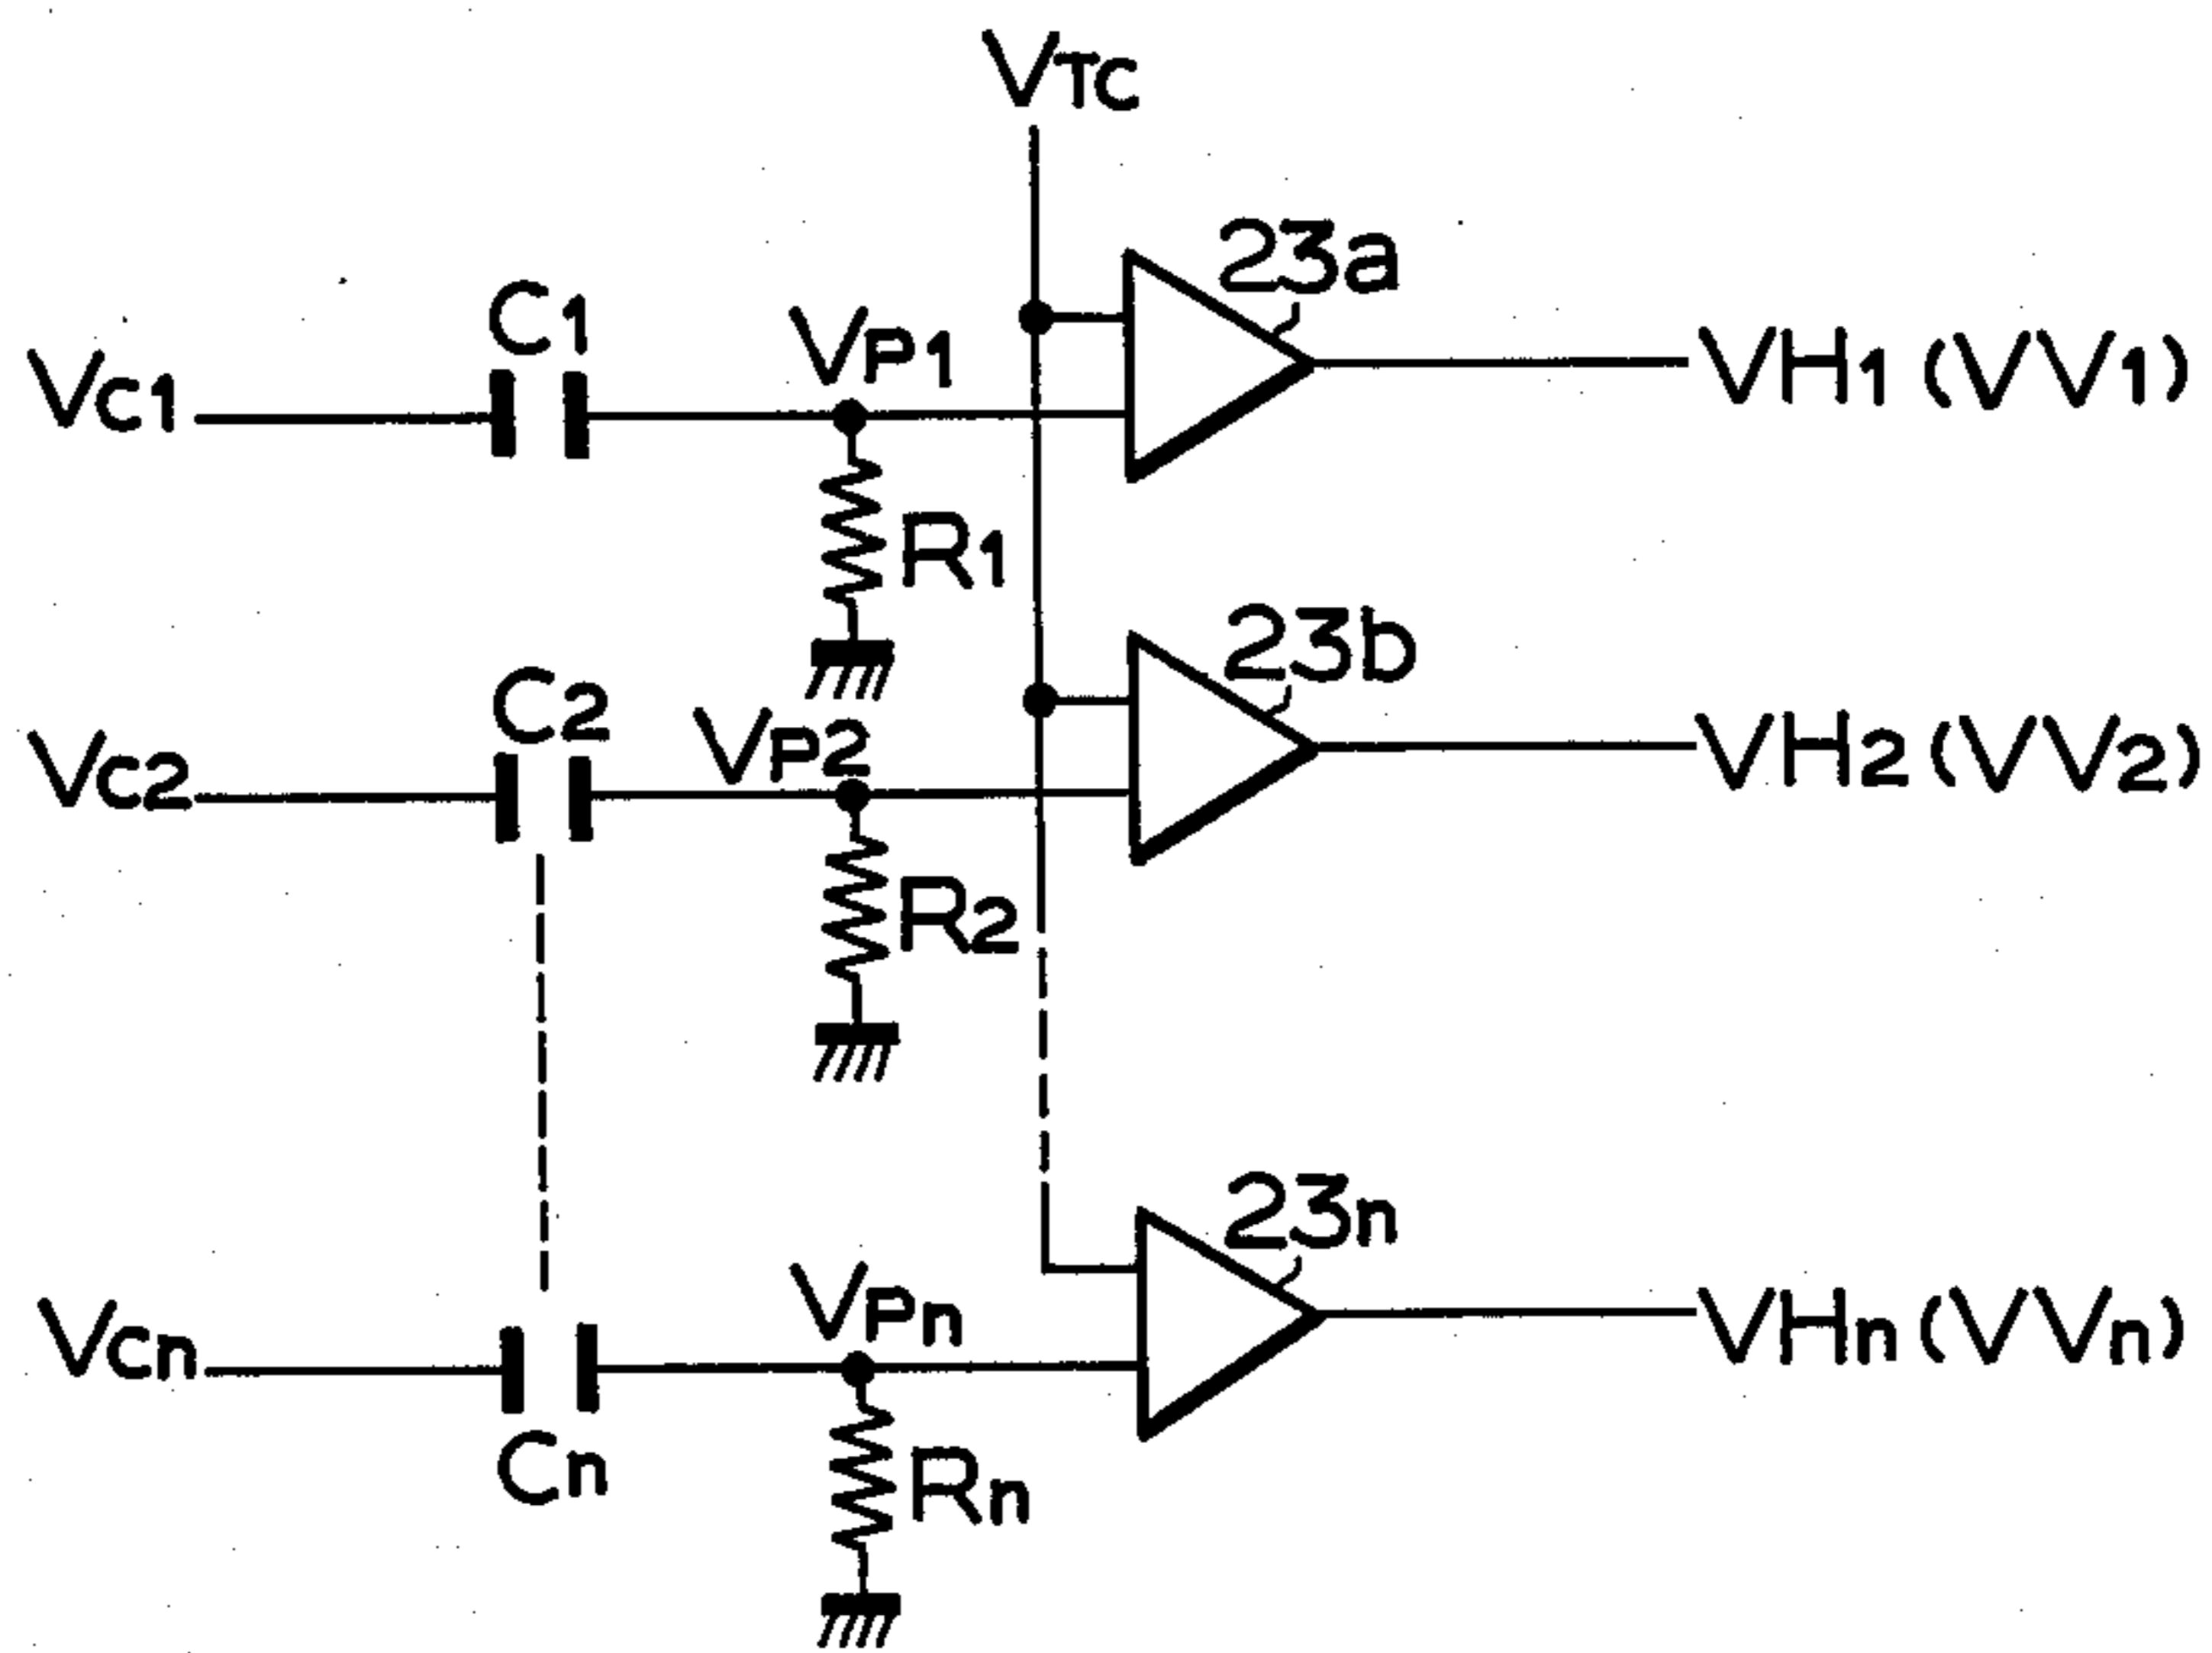 VTC
23a
C1
VP1
VC1
VH1 (VV1)
R1
23b
C2
VP2
VC2
VH2 (VV2)
R2
23n
VPn
VCn
VHn (VVn)
Cn
Rn